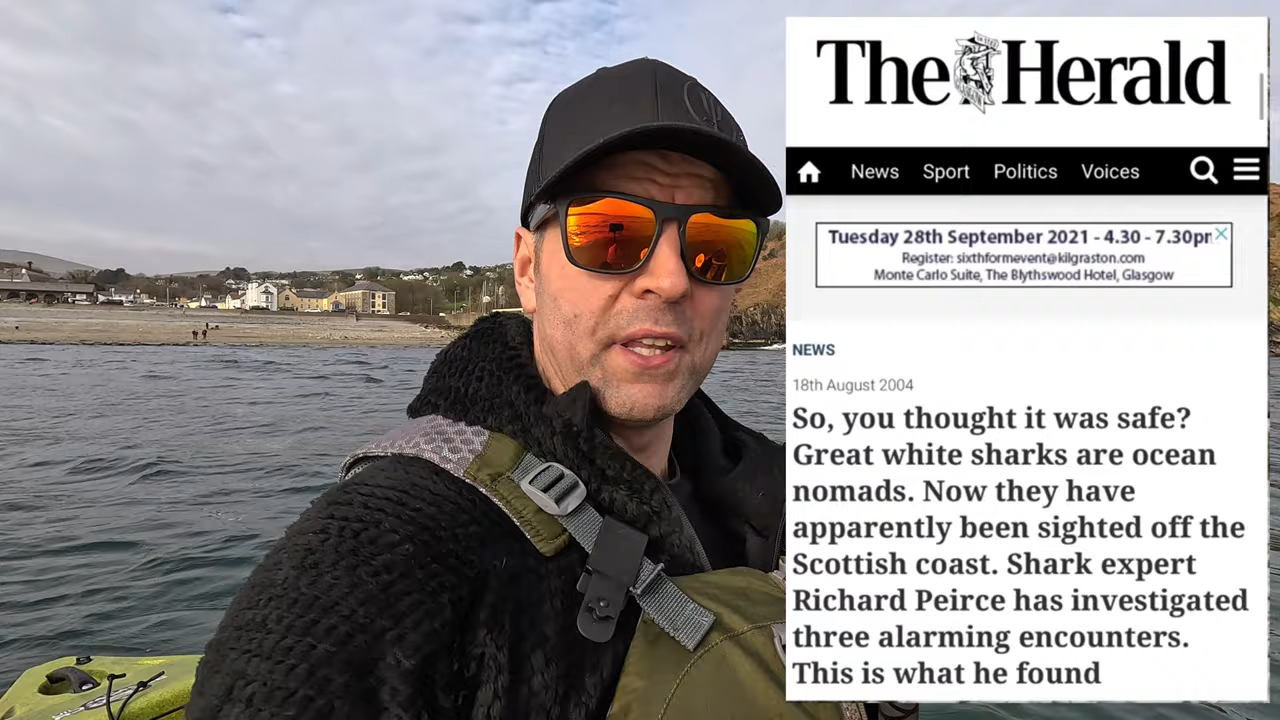 The Herald
News Sport Politics Voices
Tuesday 28th September 2021 - 4.30 - 7.30pm
Register: sixthformevent@kilgraston.com
Monte Carlo Suite, The Blythswood Hotel, Glasgow
NEWS
18th August 2004
So, you thought it was safe?
Great white sharks are ocean
nomads. Now they have
apparently been sighted off the
Scottish coast. Shark expert
Richard Peirce has investigated
three alarming encounters.
This is what he found